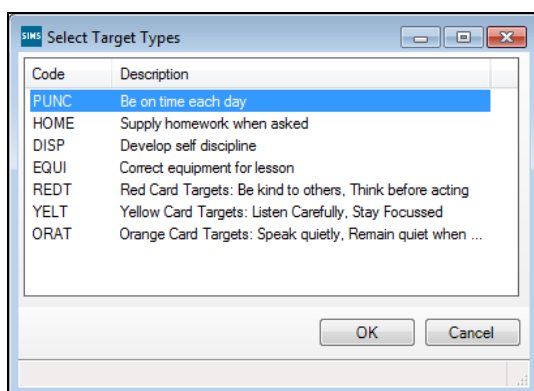 SIMS Select Target Types
Code Description
PUNC Be on time each day
HOME Supply homework when asked
DISP Develop self discipline
EQUI Correct equipment for lesson
REDT Red Card Targets: Be kind to others, Think before acting
YELT Yellow Card Targets: Listen Carefully, Stay Focussed
ORAT Orange Card Targets: Speak quietly, Remain quiet when ...
OK Cancel